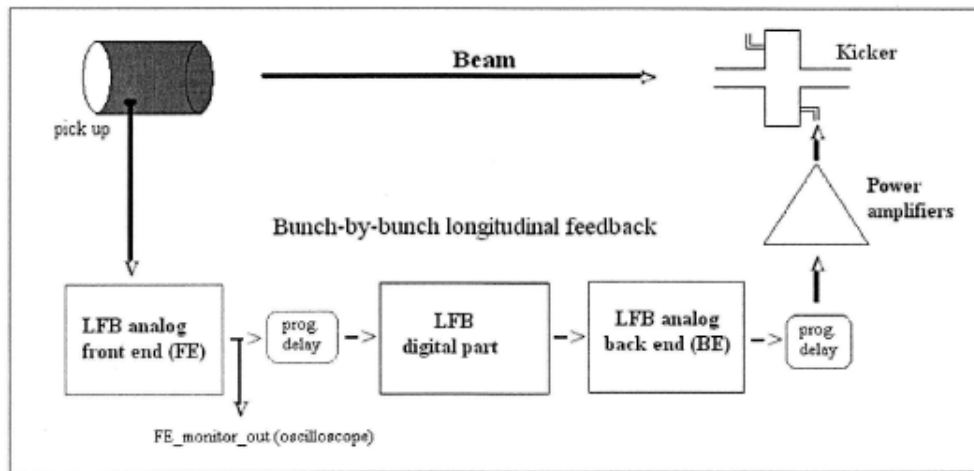 Beam
Kicker
pick up
Power
amplifiers
Bunch-by-bunch longitudinal feedback
LFB analog
front end (FE)
prog.
delay
LFB
digital part
LFB analog
back end (BE)
prog.
delay
FE_monitor_out (oscilloscope)